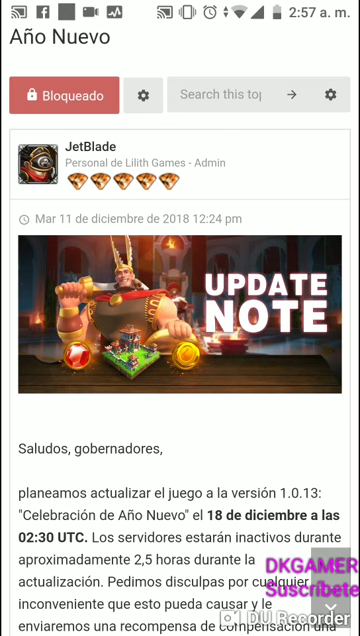 2:57 a. m.
Año Nuevo
Bloqueado
Search this top
JetBlade
Personal de Lilith Games - Admin
Mar 11 de diciembre de 2018 12:24 pm
UPDATE
NOTE
Saludos, gobernadores,
planeamos actualizar el juego a la versión 1.0.13:
"Celebración de Año Nuevo" el 18 de diciembre a las
02:30 UTC. Los servidores estarán inactivos durante
aproximadamente 2,5 horas durante la
actualización. Pedimos disculpas por cualquier
inconveniente que esto pueda causar y le
enviaremos una recompensa de compensación una
DKGAMER
Suscríbete
DU Recorder